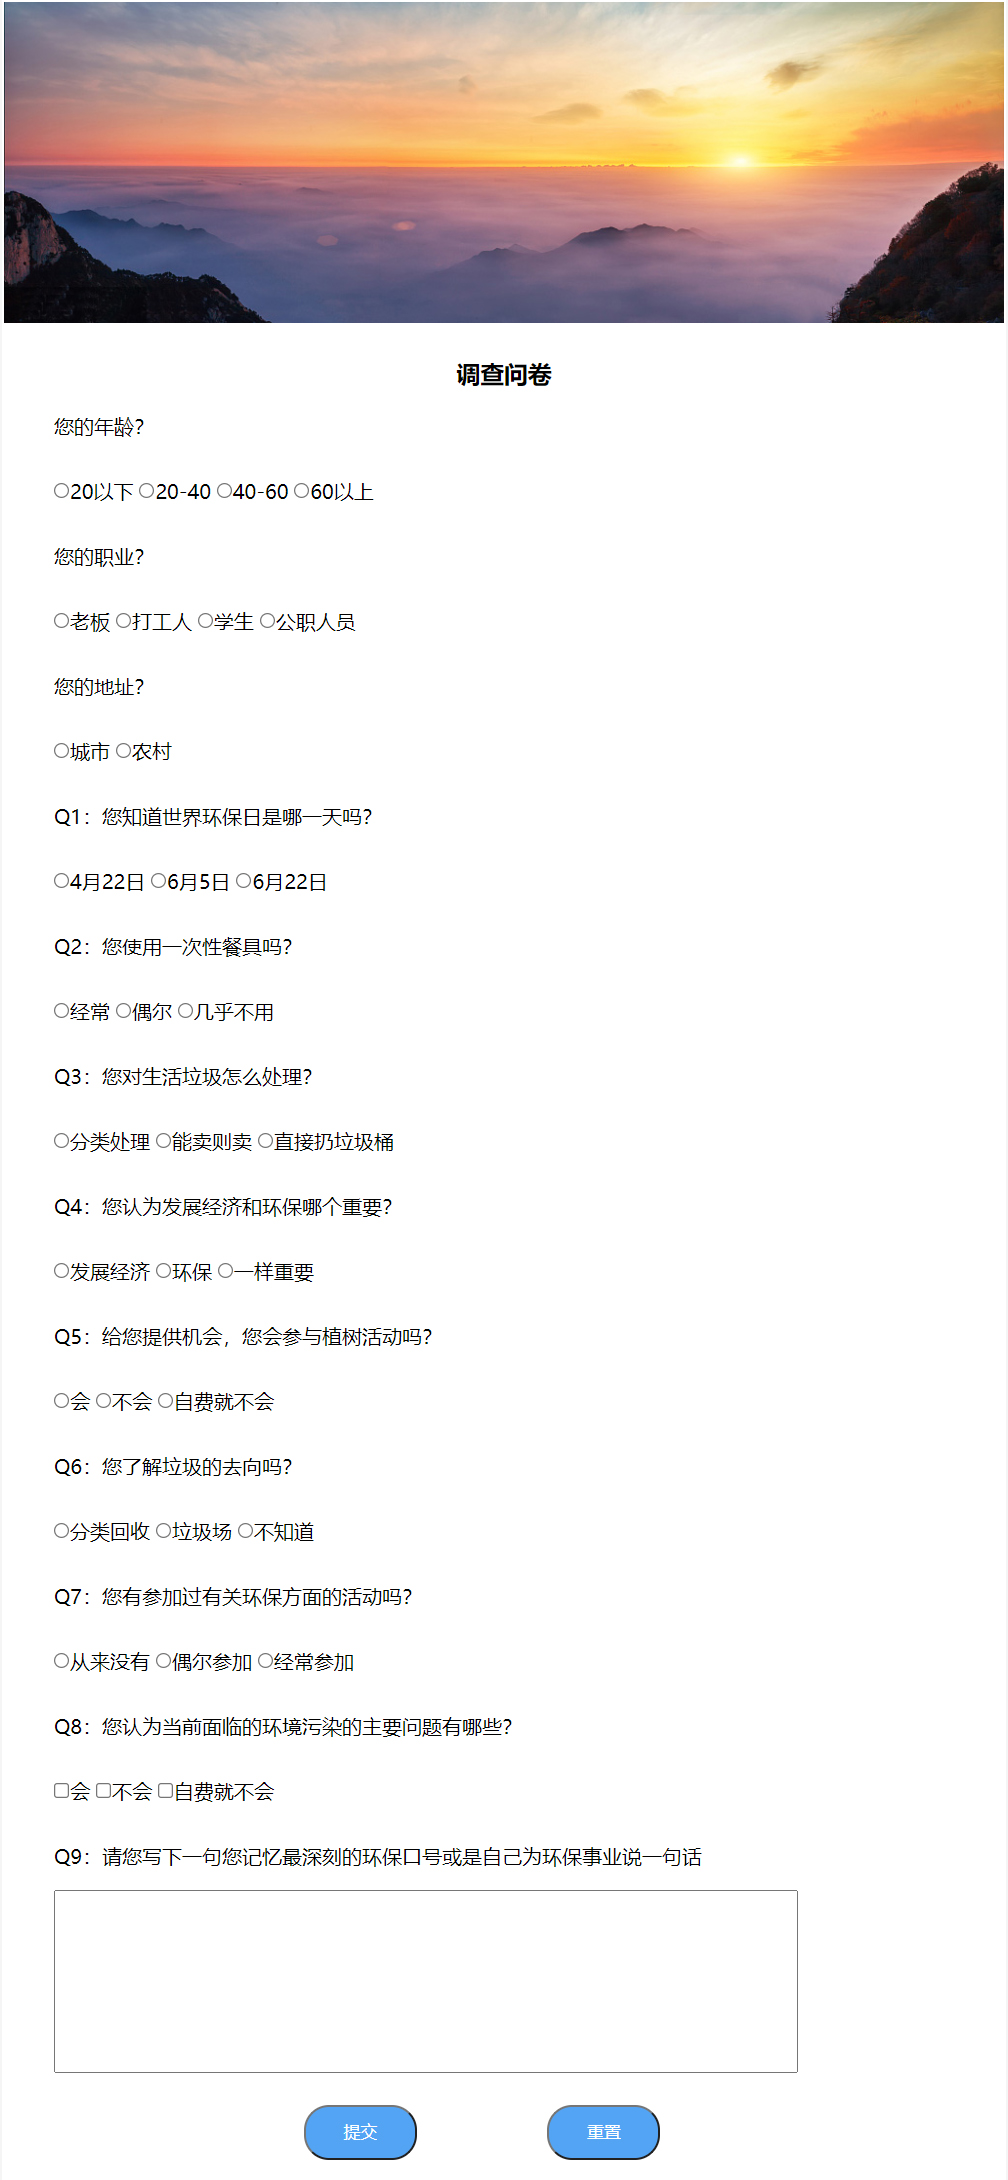 调查问卷
您的年龄?
20以下 20-40 40-60 60以上
您的职业?
老板 打工人 学生 公职人员
您的地址?
城市 农村
Q1：您知道世界环保日是哪一天吗?
4月22日 6月5日 6月22日
Q2：您使用一次性餐具吗?
经常 偶尔 几乎不用
Q3：您对生活垃圾怎么处理?
分类处理 能卖则卖 直接扔垃圾桶
Q4：您认为发展经济和环保哪个重要?
发展经济 环保 一样重要
Q5：给您提供机会，您会参与植树活动吗?
会 不会 自费就不会
Q6：您了解垃圾的去向吗?
分类回收 垃圾场 不知道
Q7：您有参加过有关环保方面的活动吗?
从来没有 偶尔参加 经常参加
Q8：您认为当前面临的环境污染的主要问题有哪些?
会 不会 自费就不会
Q9：请您写下一句您记忆最深刻的环保口号或是自己为环保事业说一句话
提交 重置